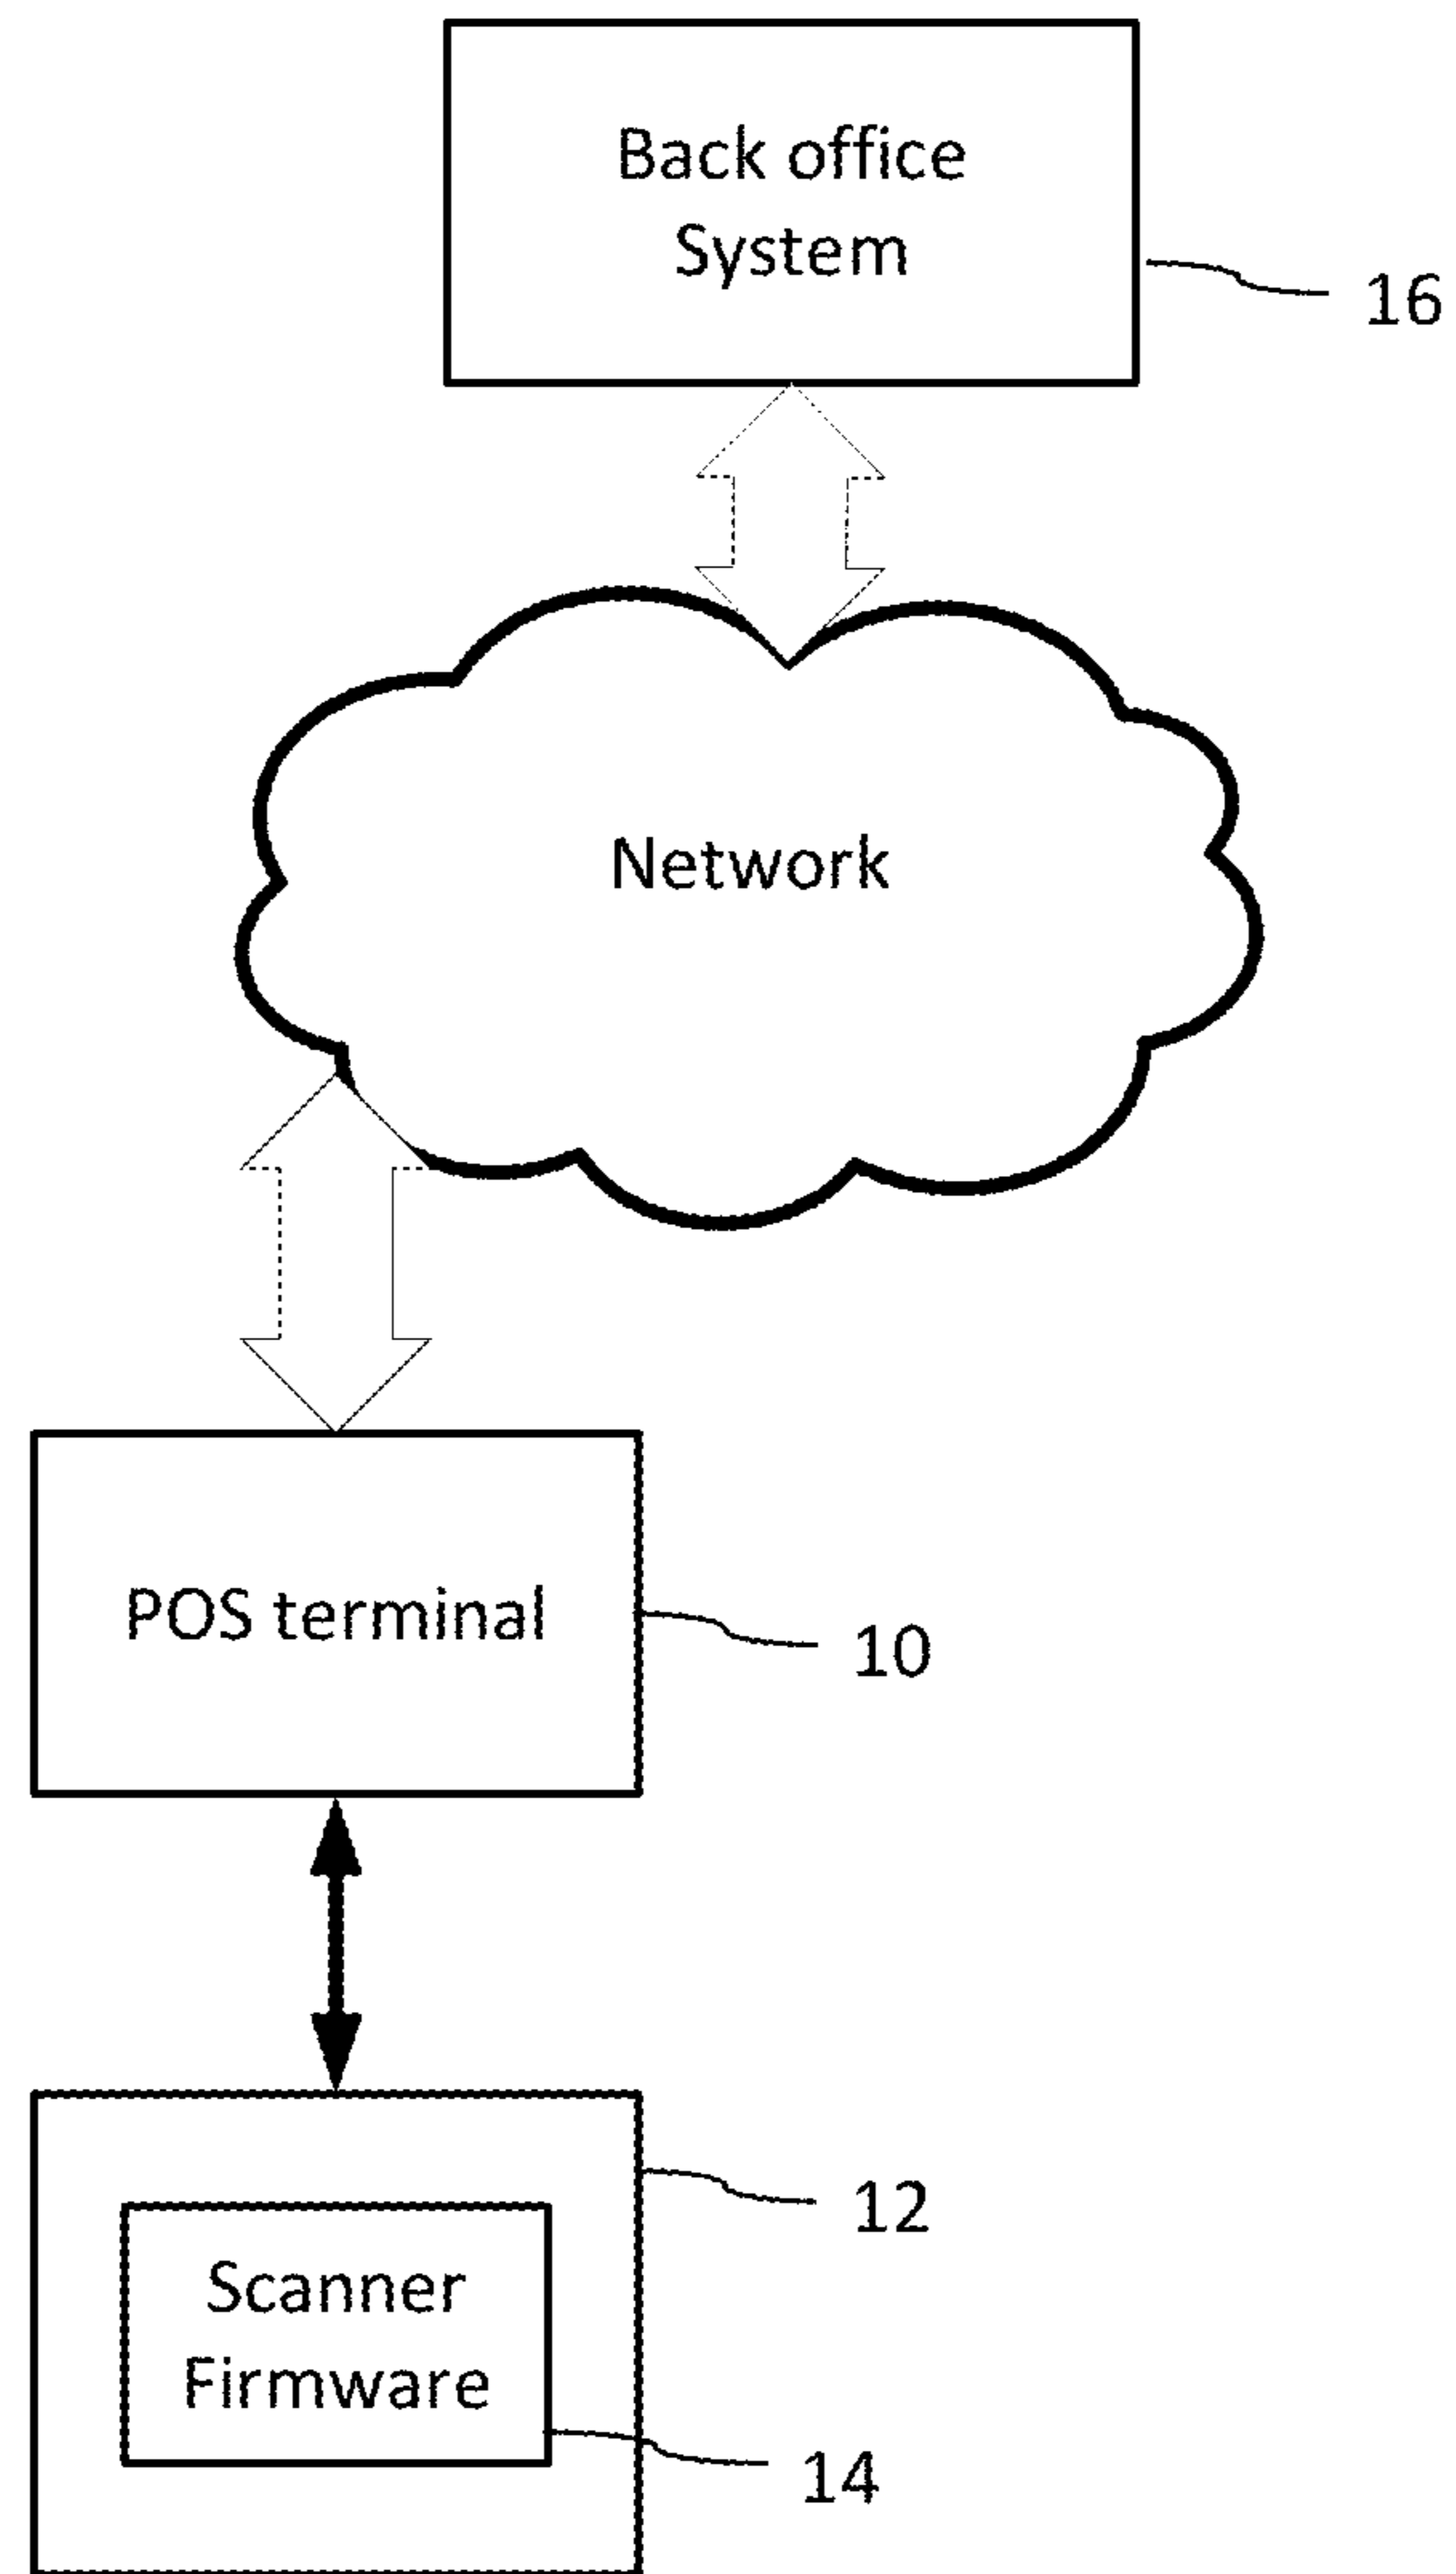 Back office
System
16
Network
POS terminal
10
12
Scanner
Firmware
14